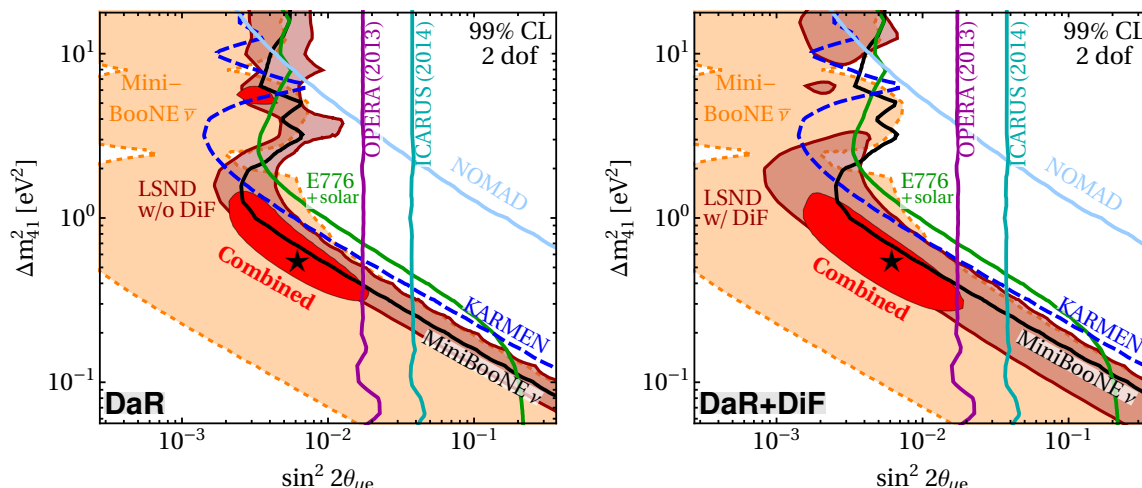 99% CL
2 dof
Mini–
BooNE ν̄
OPERA (2013)
ICARUS (2014)
NOMAD
LSND
w/o DiF
E776
+solar
Combined
KARMEN
MiniBooNE ν
DaR
10¹
10⁰
10⁻¹
Δm²₄₁ [eV²]
10⁻³
10⁻²
10⁻¹
sin² 2θμe
99% CL
2 dof
Mini–
BooNE ν̄
OPERA (2013)
ICARUS (2014)
NOMAD
LSND
w/ DiF
E776
+solar
Combined
KARMEN
MiniBooNE ν
DaR+DiF
10¹
10⁰
10⁻¹
Δm²₄₁ [eV²]
10⁻³
10⁻²
10⁻¹
sin² 2θμe